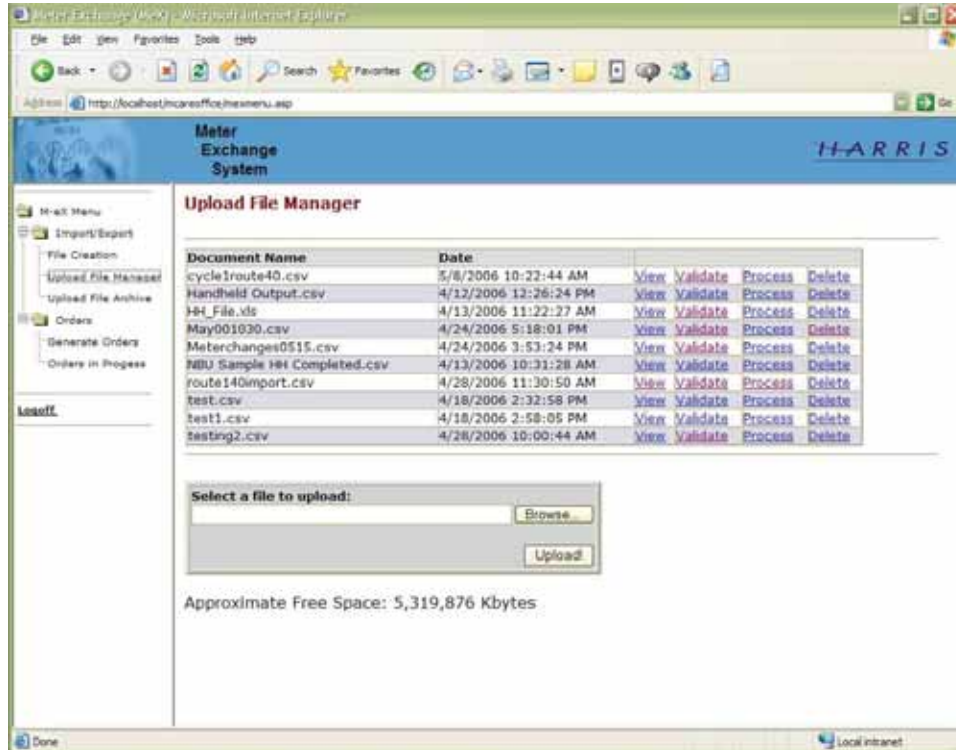 Meter Exchange (MeX) - Microsoft Internet Explorer
File Edit View Favorites Tools Help
Back Search Favorites
Address http://localhost/mcareoffice/mexmenu.asp Go
Meter
Exchange
System
HARRIS
M-eX Menu
Import/Export
File Creation
Upload File Manager
Upload File Archive
Orders
Generate Orders
Orders in Progess
Logoff
Upload File Manager
Document Name Date
cycle1route40.csv 5/8/2006 10:22:44 AM View Validate Process Delete
Handheld Output.csv 4/12/2006 12:26:24 PM View Validate Process Delete
HH_File.xls 4/13/2006 11:22:27 AM View Validate Process Delete
May001030.csv 4/24/2006 5:18:01 PM View Validate Process Delete
Meterchanges0515.csv 4/24/2006 3:53:24 PM View Validate Process Delete
NBU Sample HH Completed.csv 4/13/2006 10:31:28 AM View Validate Process Delete
route140import.csv 4/28/2006 11:30:50 AM View Validate Process Delete
test.csv 4/18/2006 2:32:58 PM View Validate Process Delete
test1.csv 4/18/2006 2:58:05 PM View Validate Process Delete
testing2.csv 4/28/2006 10:00:44 AM View Validate Process Delete
Select a file to upload:
Browse...
Upload!
Approximate Free Space: 5,319,876 Kbytes
Done
Local intranet